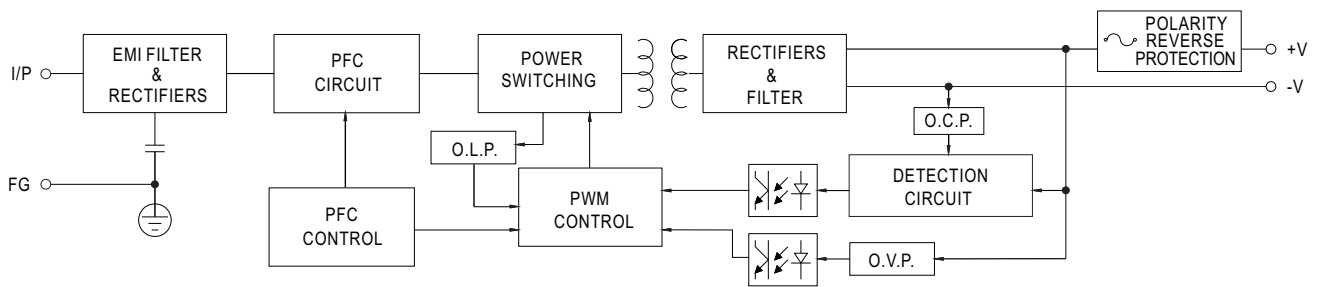 I/P
EMI FILTER
&
RECTIFIERS
PFC
CIRCUIT
POWER
SWITCHING
RECTIFIERS
&
FILTER
POLARITY
REVERSE
PROTECTION
+V
-V
O.C.P.
O.L.P.
DETECTION
CIRCUIT
FG
PFC
CONTROL
PWM
CONTROL
O.V.P.